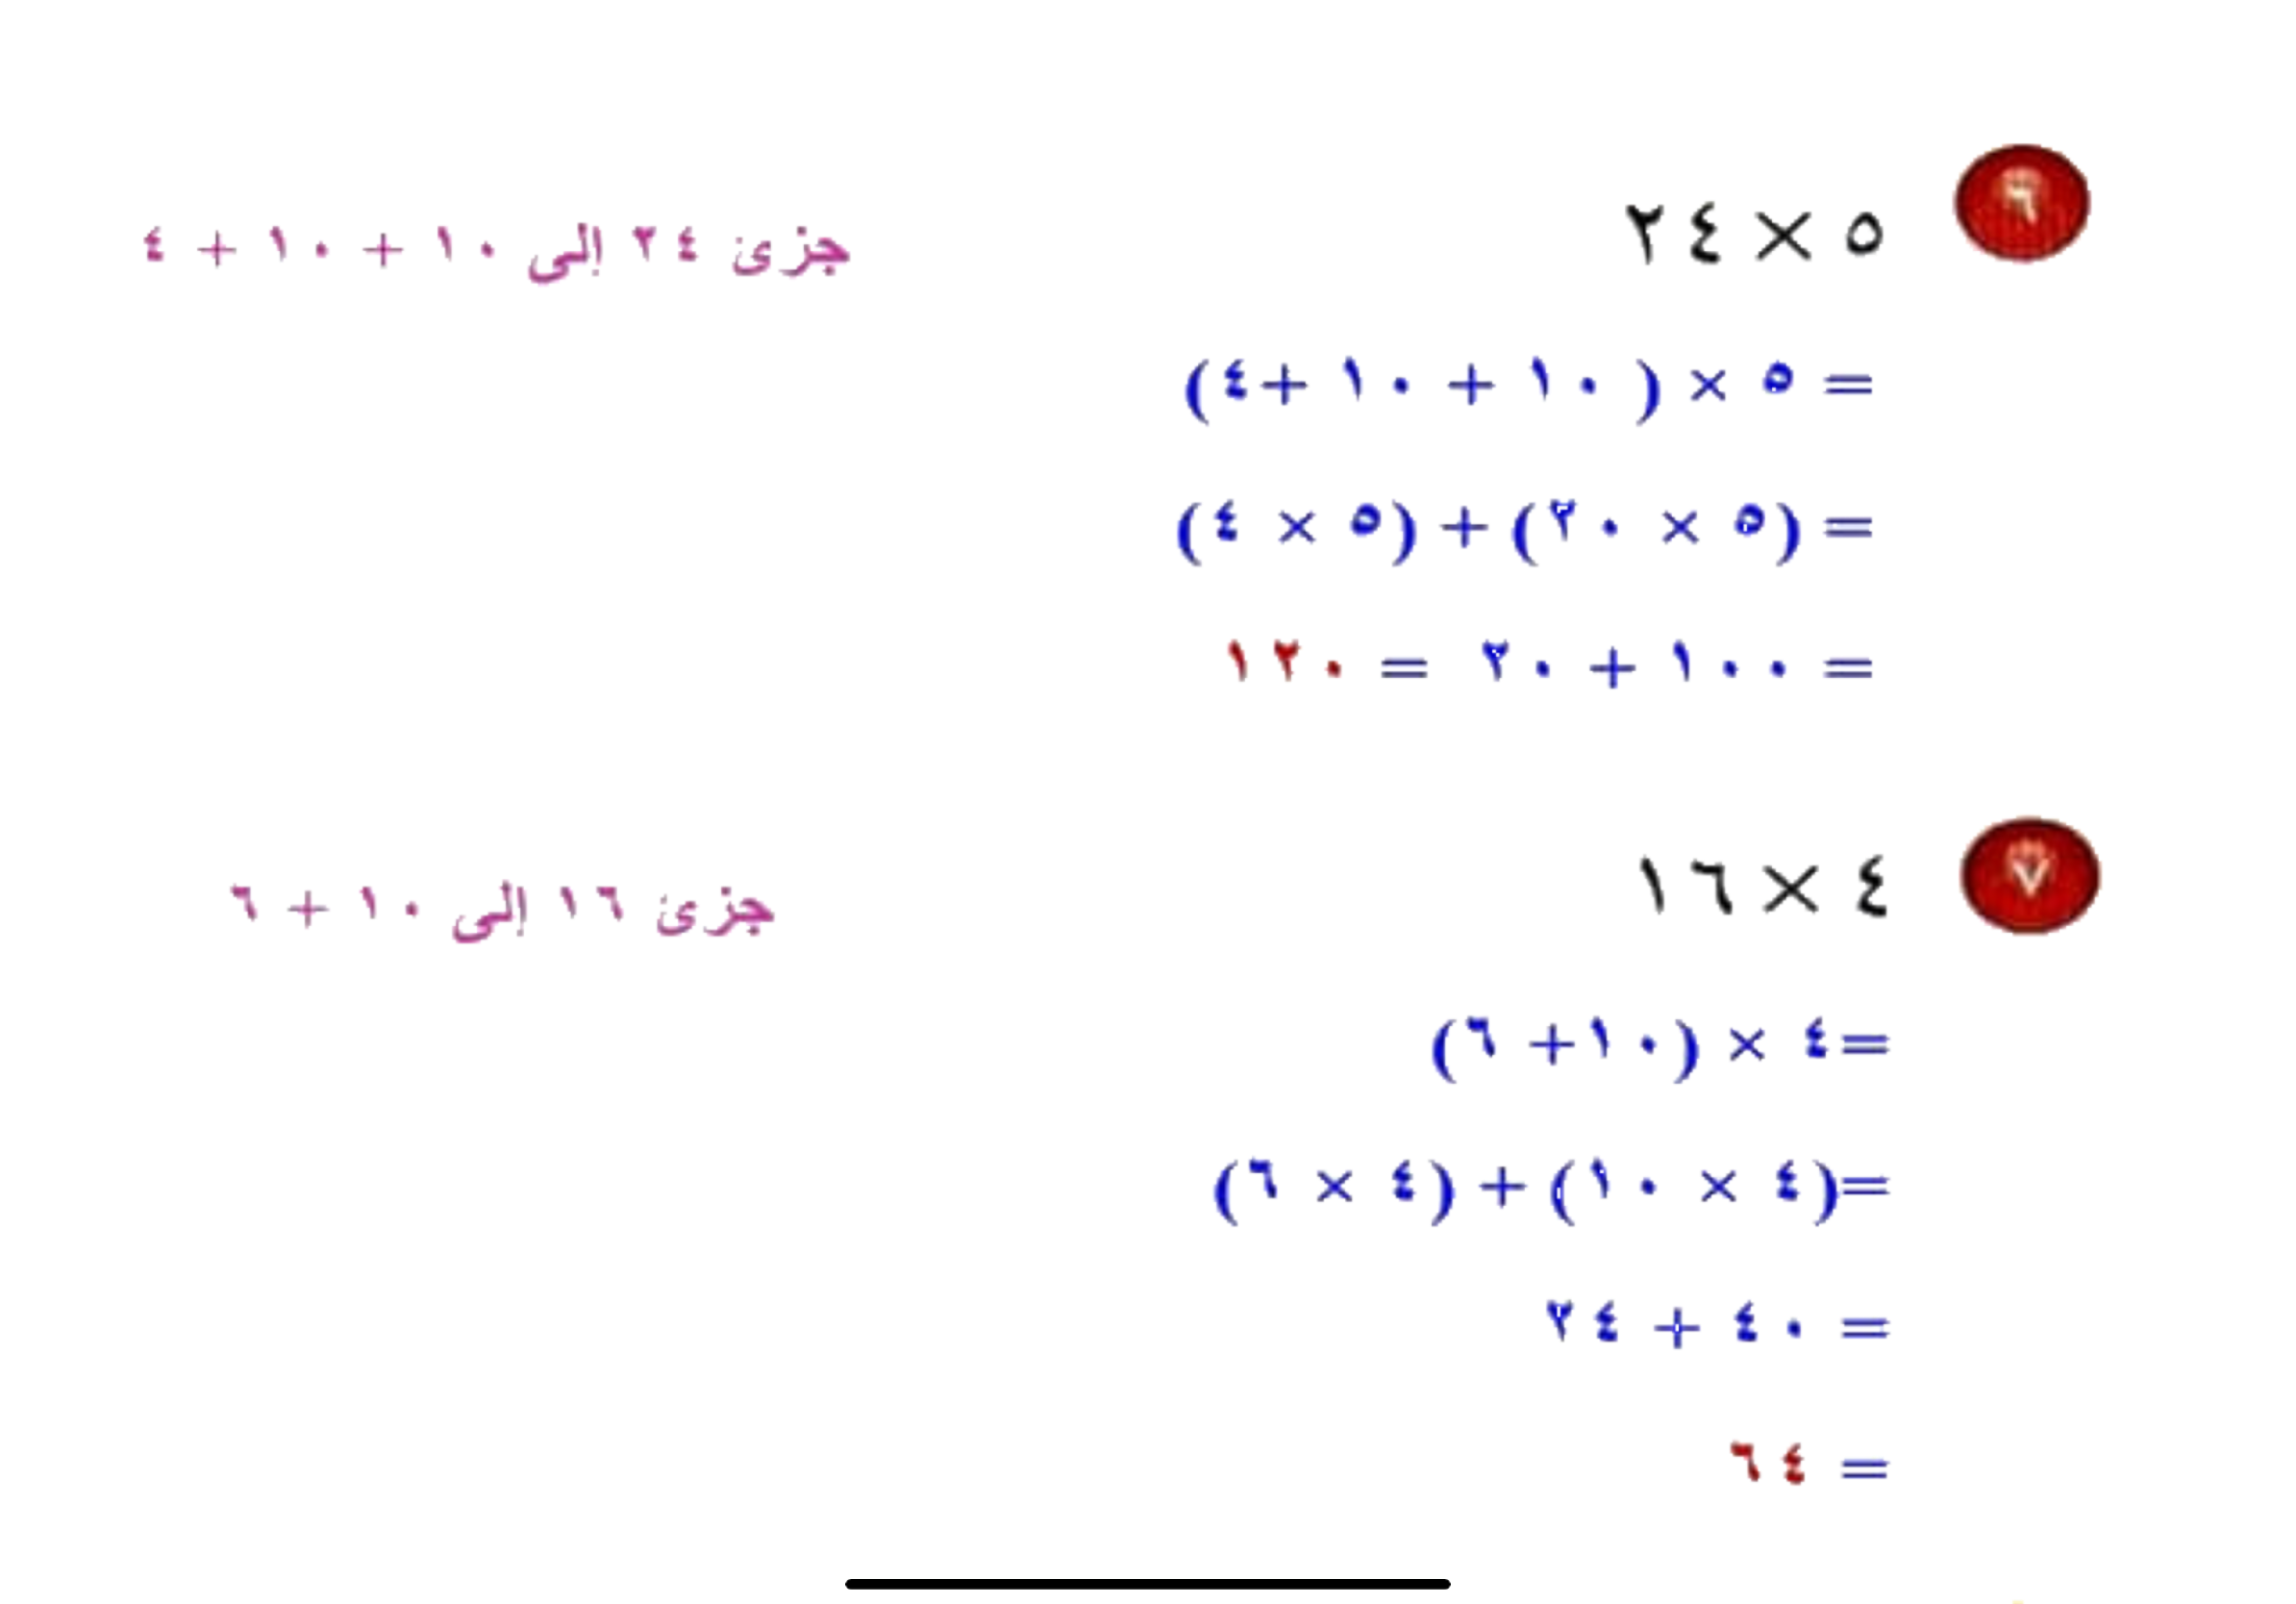 ٦ ٥ × ٢٤ جزئ ٢٤ إلى ١٠ + ١٠ + ٤
= ٥ × ( ١٠ + ١٠ +٤)
= (٥ × ٢٠) + (٥ × ٤)
= ١٠٠ + ٢٠ = ١٢٠
٧ ٤ × ١٦ جزئ ١٦ إلى ١٠ + ٦
=٤ × (١٠+ ٦)
=(٤ × ١٠) + (٤ × ٦)
= ٤٠ + ٢٤
= ٦٤